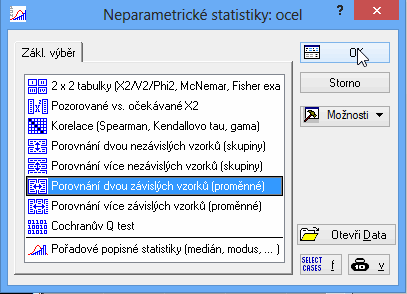 Neparametrické statistiky: ocel
?
Zákl. výběr
2 x 2 tabulky (X2/V2/Phi2, McNemar, Fisher exa
Pozorované vs. očekávané X2
Korelace (Spearman, Kendallovo tau, gama)
Porovnání dvou nezávislých vzorků (skupiny)
Porovnání více nezávislých vzorků (skupiny)
Porovnání dvou závislých vzorků (proměnné)
Porovnání více závislých vzorků (proměnné)
Cochranův Q test
Pořadové popisné statistiky (medián, modus, ... )
OK
Storno
Možnosti
Otevři Data
SELECT CASES f v